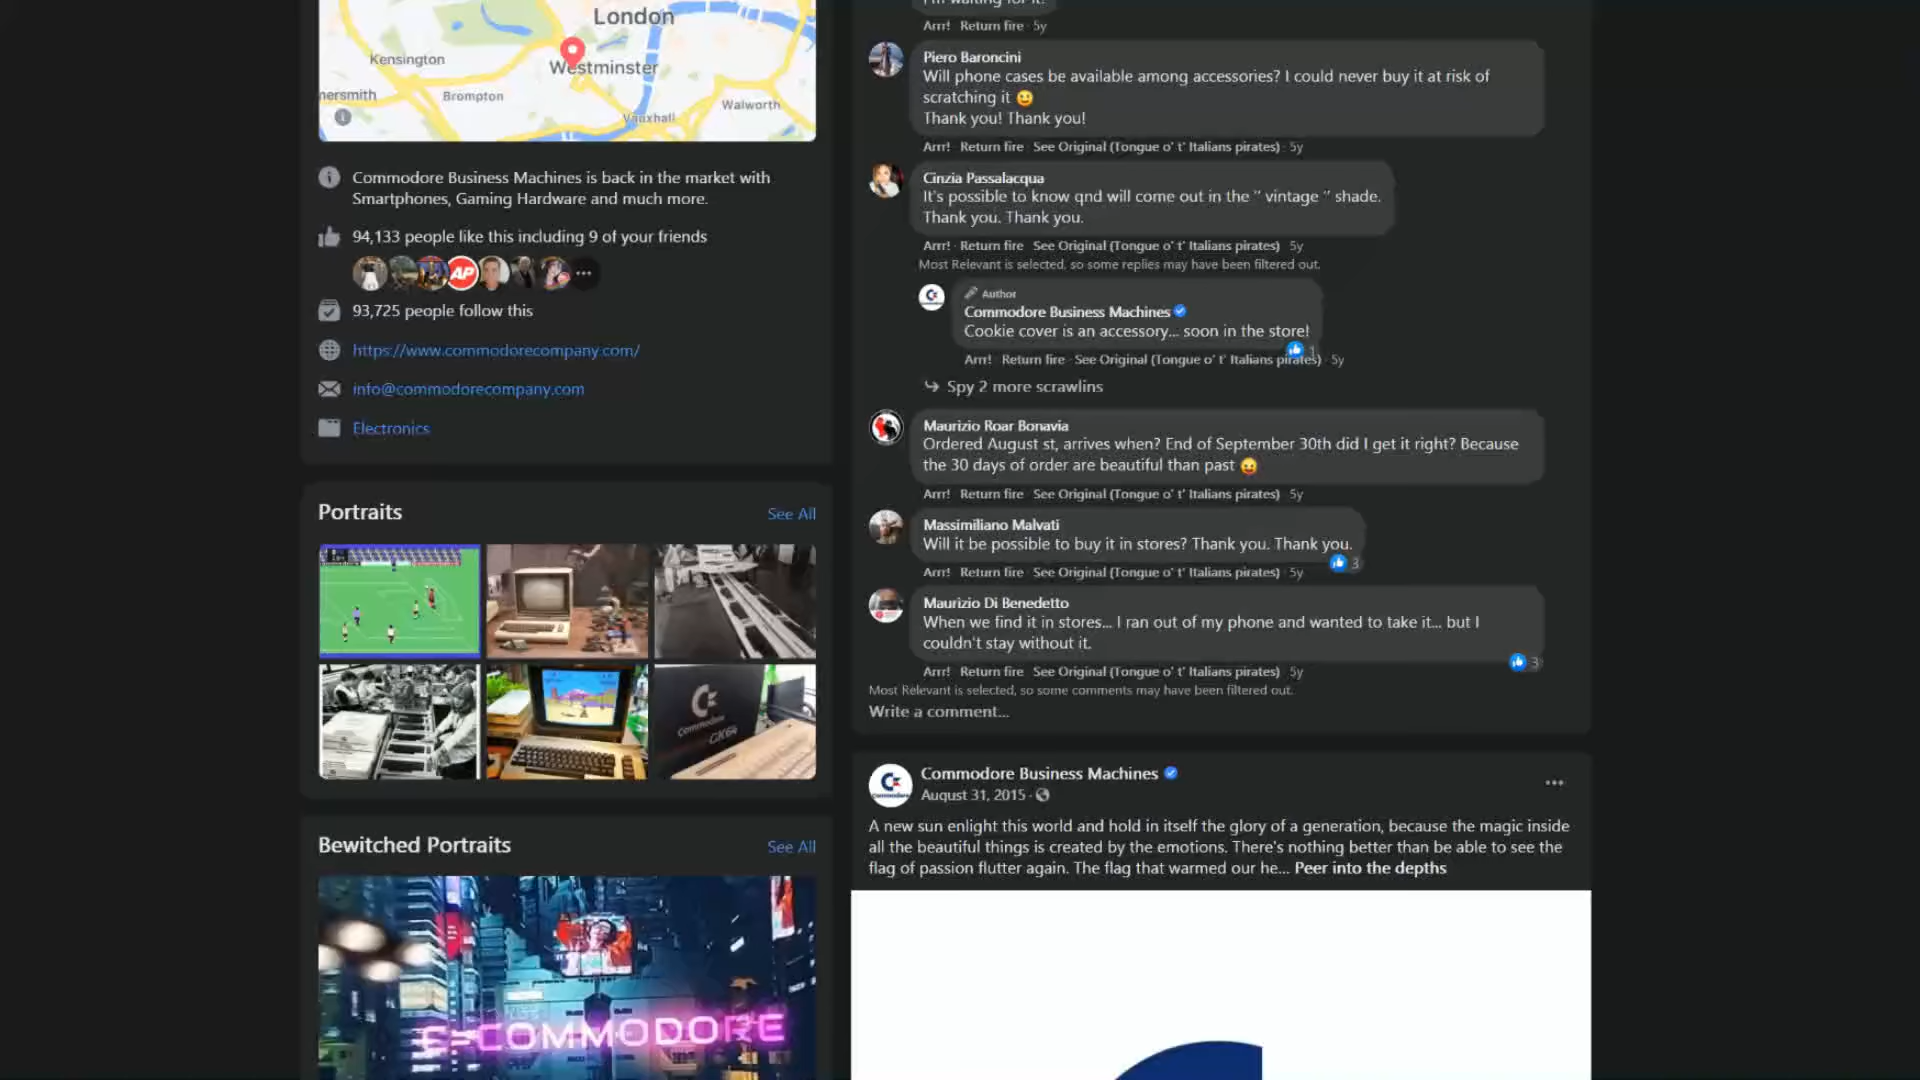 London
Kensington
Westminster
mersmith
Brompton
Walworth
Vauxhall
Commodore Business Machines is back in the market with
Smartphones, Gaming Hardware and much more.
94,133 people like this including 9 of your friends
AP
93,725 people follow this
https://www.commodorecompany.com/
info@commodorecompany.com
Electronics
Portraits
See All
Commodore
GK64
Bewitched Portraits
See All
COMMODORE
Arrr! Return fire · 5y
Piero Baroncini
Will phone cases be available among accessories? I could never buy it at risk of
scratching it 🙂
Thank you! Thank you!
Arrr! · Return fire · See Original (Tongue o' t' Italians pirates) · 5y
Cinzia Passalacqua
It's possible to know qnd will come out in the " vintage " shade.
Thank you. Thank you.
Arrr! · Return fire · See Original (Tongue o' t' Italians pirates) · 5y
Most Relevant is selected, so some replies may have been filtered out.
Author
Commodore Business Machines
Cookie cover is an accessory... soon in the store!
1
Arrr! · Return fire · See Original (Tongue o' t' Italians pirates) · 5y
Spy 2 more scrawlins
Maurizio Roar Bonavia
Ordered August st, arrives when? End of September 30th did I get it right? Because
the 30 days of order are beautiful than past 😜
Arrr! · Return fire · See Original (Tongue o' t' Italians pirates) · 5y
Massimiliano Malvati
Will it be possible to buy it in stores? Thank you. Thank you.
3
Arrr! · Return fire · See Original (Tongue o' t' Italians pirates) · 5y
Maurizio Di Benedetto
When we find it in stores... I ran out of my phone and wanted to take it... but I
couldn't stay without it.
3
Arrr! · Return fire · See Original (Tongue o' t' Italians pirates) · 5y
Most Relevant is selected, so some comments may have been filtered out.
Write a comment...
Commodore Business Machines
August 31, 2015 ·
A new sun enlight this world and hold in itself the glory of a generation, because the magic inside
all the beautiful things is created by the emotions. There's nothing better than be able to see the
flag of passion flutter again. The flag that warmed our he... Peer into the depths